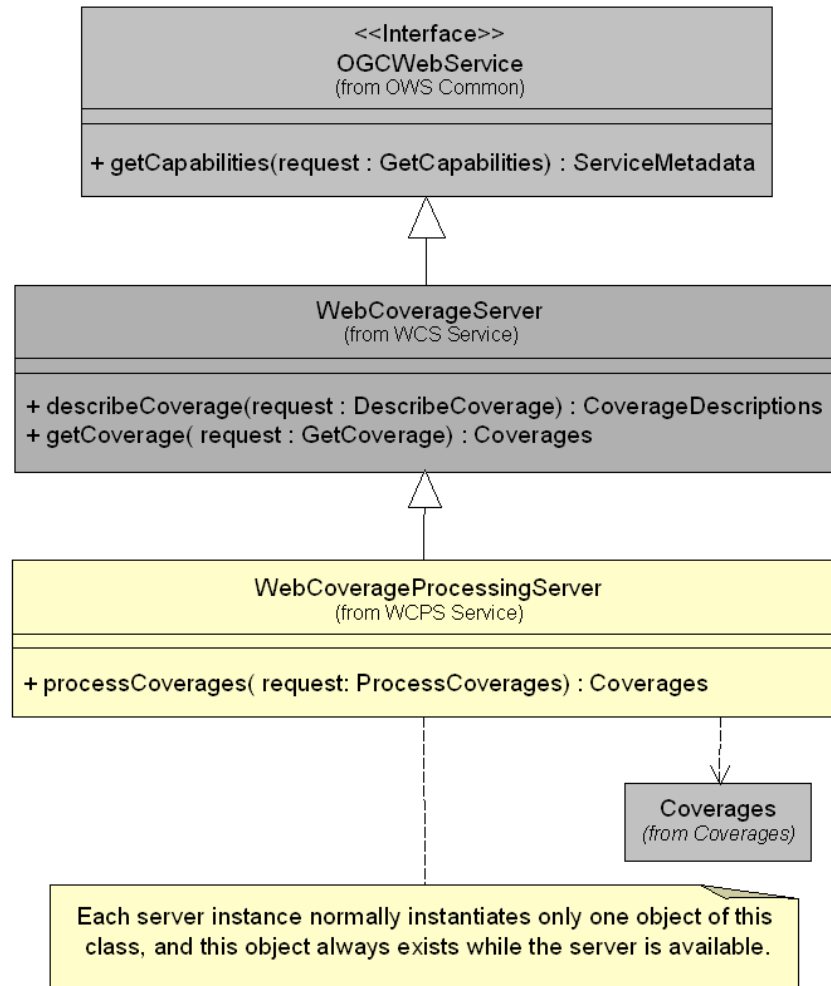 <<Interface>>
OGCWebService
(from OWS Common)
+ getCapabilities(request : GetCapabilities) : ServiceMetadata
WebCoverageServer
(from WCS Service)
+ describeCoverage(request : DescribeCoverage) : CoverageDescriptions
+ getCoverage( request : GetCoverage) : Coverages
WebCoverageProcessingServer
(from WCPS Service)
+ processCoverages( request: ProcessCoverages) : Coverages
Coverages
(from Coverages)
Each server instance normally instantiates only one object of this
class, and this object always exists while the server is available.